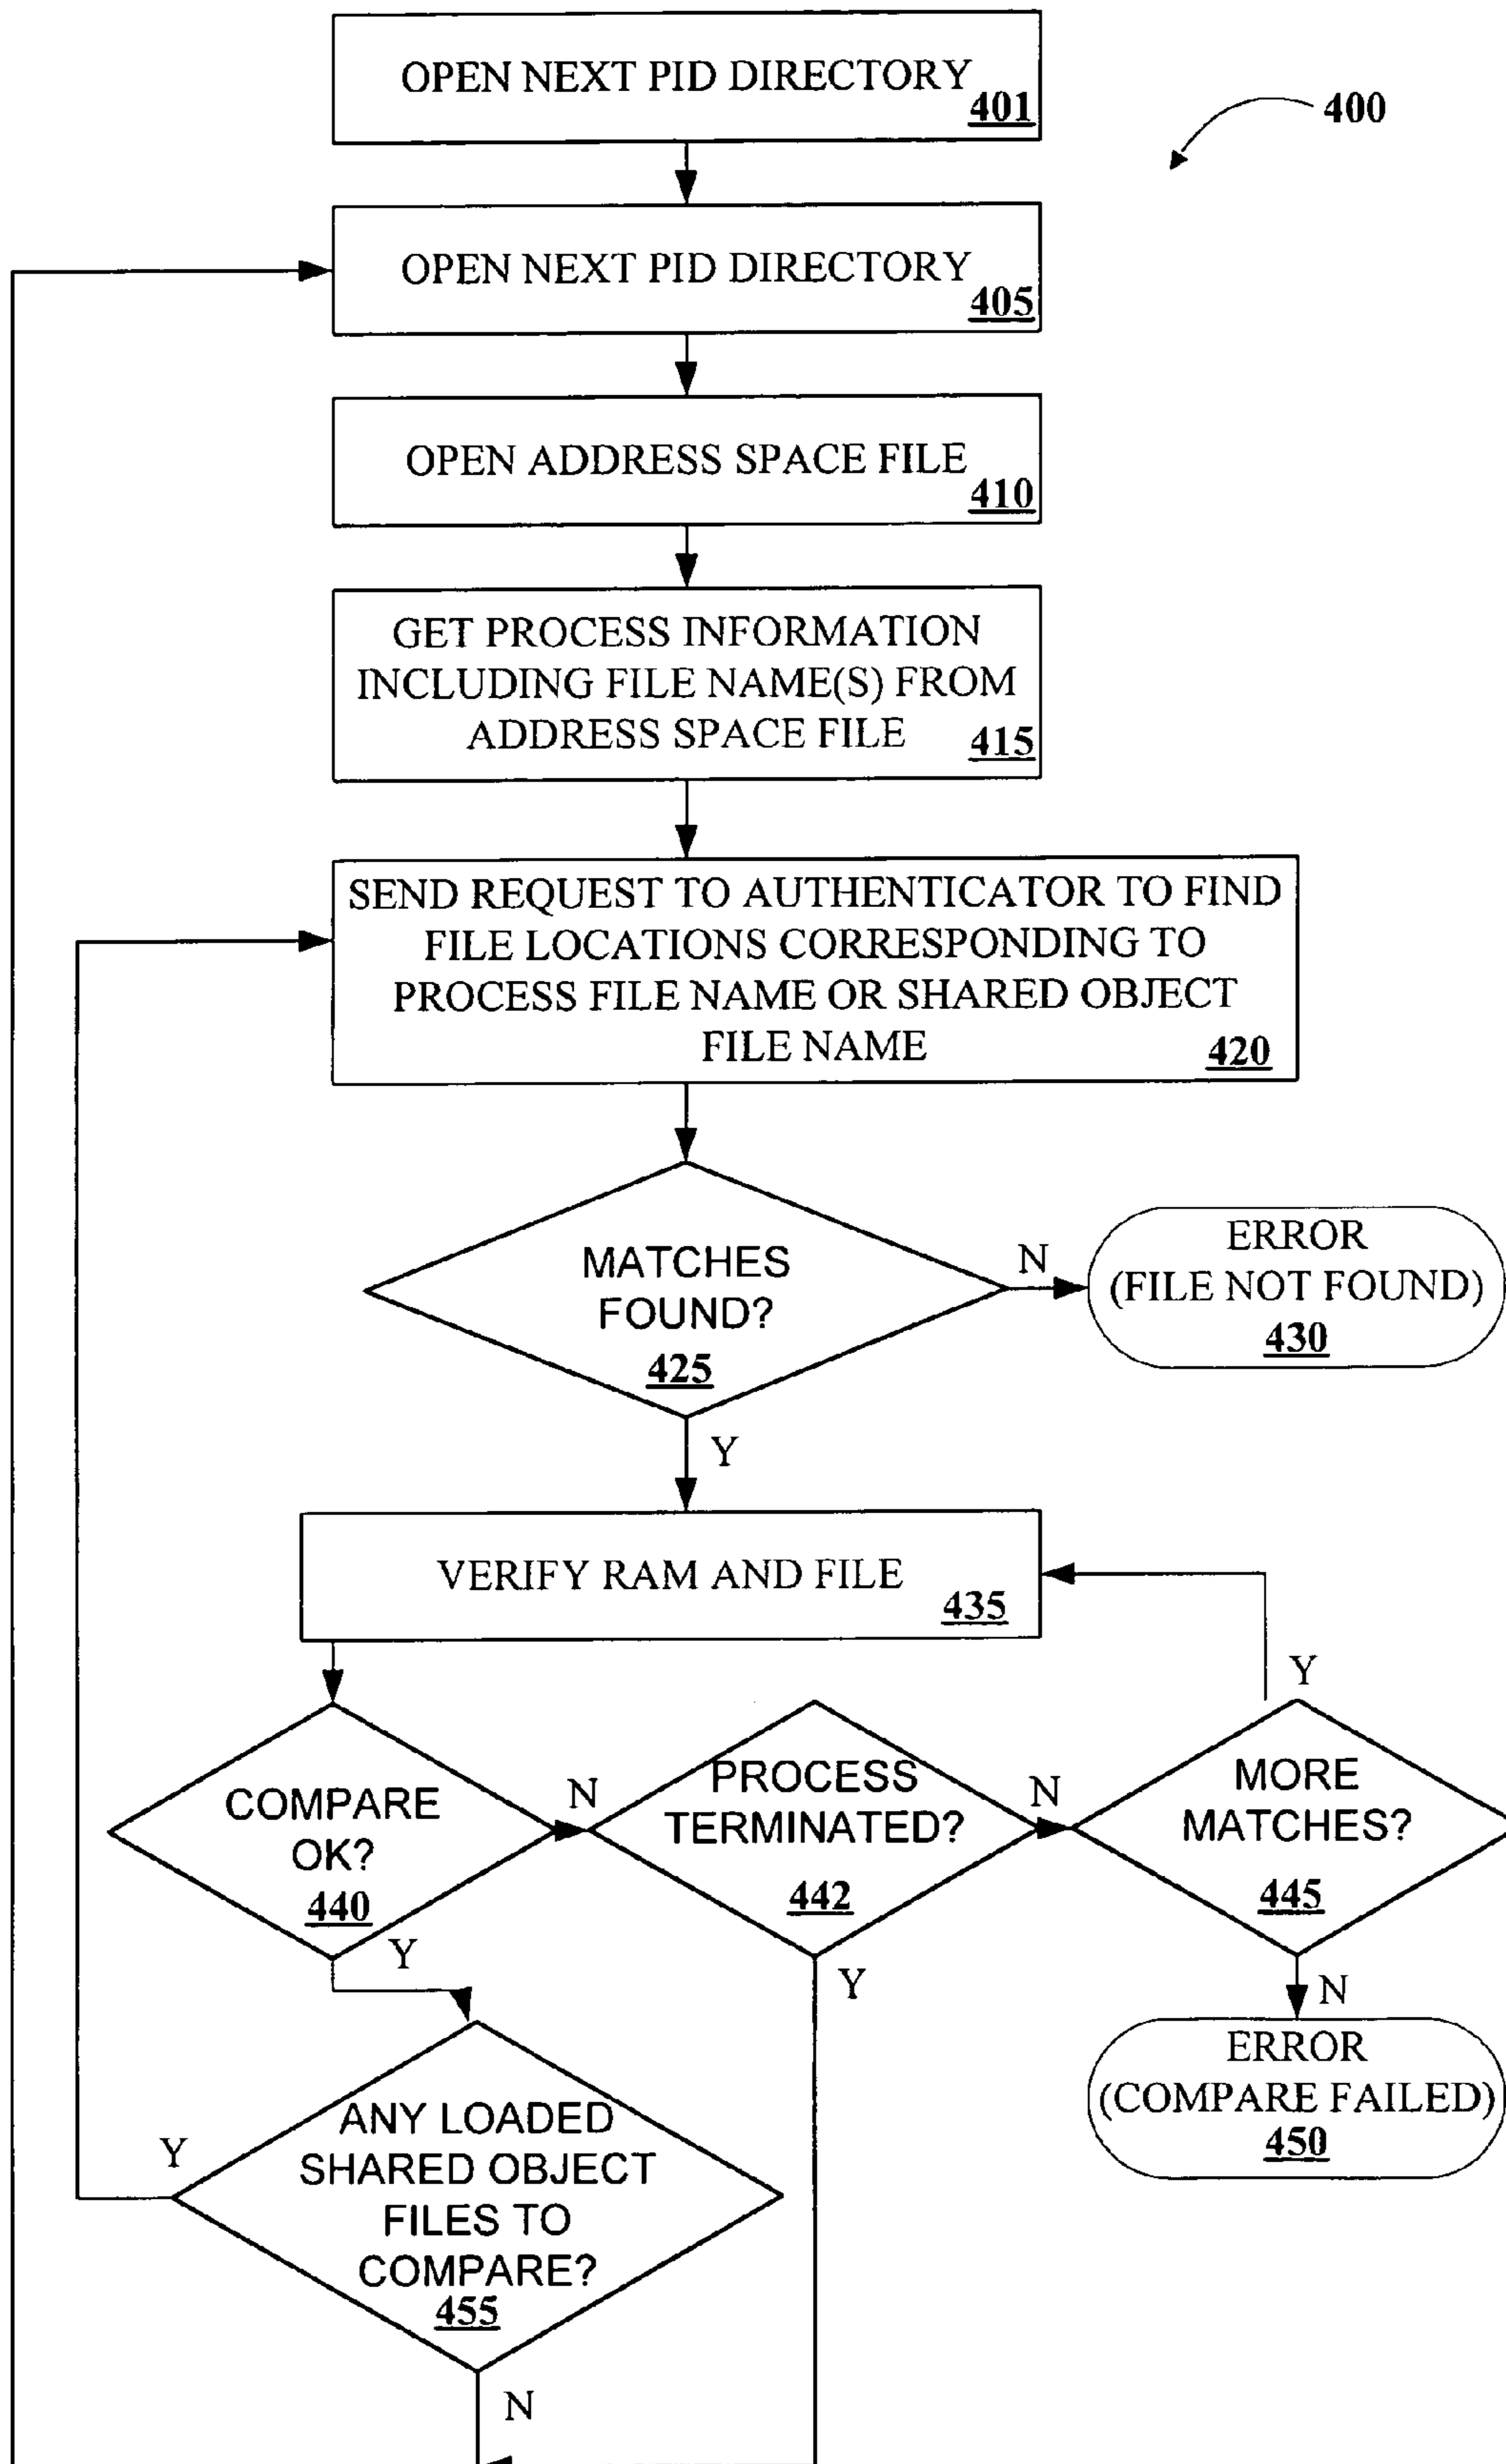 OPEN NEXT PID DIRECTORY
401
400
OPEN NEXT PID DIRECTORY
405
OPEN ADDRESS SPACE FILE
410
GET PROCESS INFORMATION
INCLUDING FILE NAME(S) FROM
ADDRESS SPACE FILE
415
SEND REQUEST TO AUTHENTICATOR TO FIND
FILE LOCATIONS CORRESPONDING TO
PROCESS FILE NAME OR SHARED OBJECT
FILE NAME
420
MATCHES
FOUND?
425
N
ERROR
(FILE NOT FOUND)
430
Y
VERIFY RAM AND FILE
435
COMPARE
OK?
440
N
PROCESS
TERMINATED?
442
N
MORE
MATCHES?
445
Y
Y
Y
N
ERROR
(COMPARE FAILED)
450
ANY LOADED
SHARED OBJECT
FILES TO
COMPARE?
455
Y
N